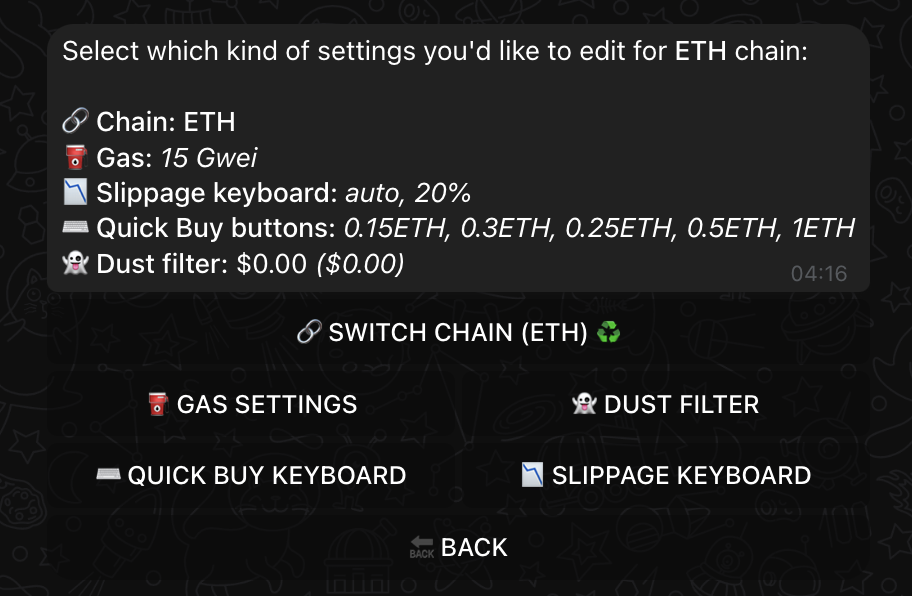 Select which kind of settings you'd like to edit for ETH chain:
🔗 Chain: ETH
⛽ Gas: 15 Gwei
📉 Slippage keyboard: auto, 20%
⌨️ Quick Buy buttons: 0.15ETH, 0.3ETH, 0.25ETH, 0.5ETH, 1ETH
👻 Dust filter: $0.00 ($0.00)
04:16
🔗 SWITCH CHAIN (ETH) ♻️
⛽ GAS SETTINGS
👻 DUST FILTER
⌨️ QUICK BUY KEYBOARD
📉 SLIPPAGE KEYBOARD
🔙 BACK